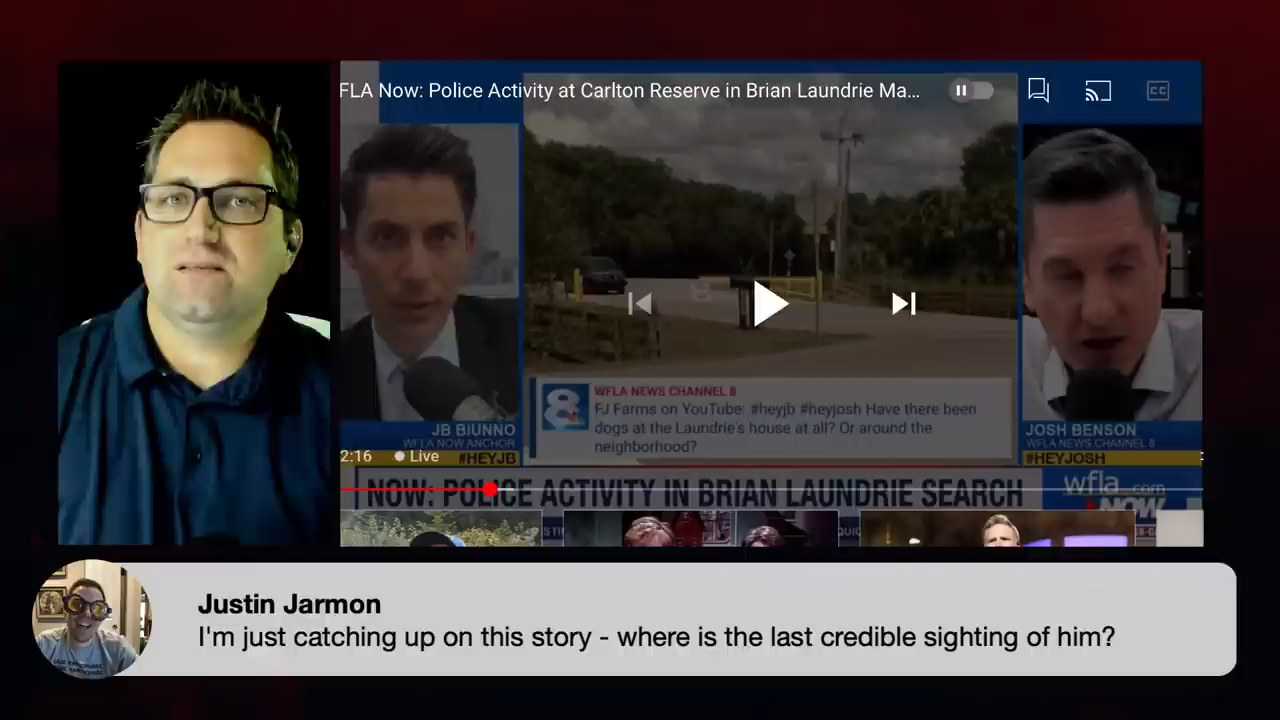 FLA Now: Police Activity at Carlton Reserve in Brian Laundrie Ma...
CC
8
WFLA NEWS CHANNEL 8
FJ Farms on YouTube: #heyjb #heyjosh Have there been
dogs at the Laundrie's house at all? Or around the
neighborhood?
JB BIUNNO
WFLA NOW ANCHOR
#HEYJB
JOSH BENSON
WFLA NEWS CHANNEL 8
#HEYJOSH
2:16
Live
NOW: POLICE ACTIVITY IN BRIAN LAUNDRIE SEARCH
wfla.com
NOW
Justin Jarmon
I'm just catching up on this story - where is the last credible sighting of him?